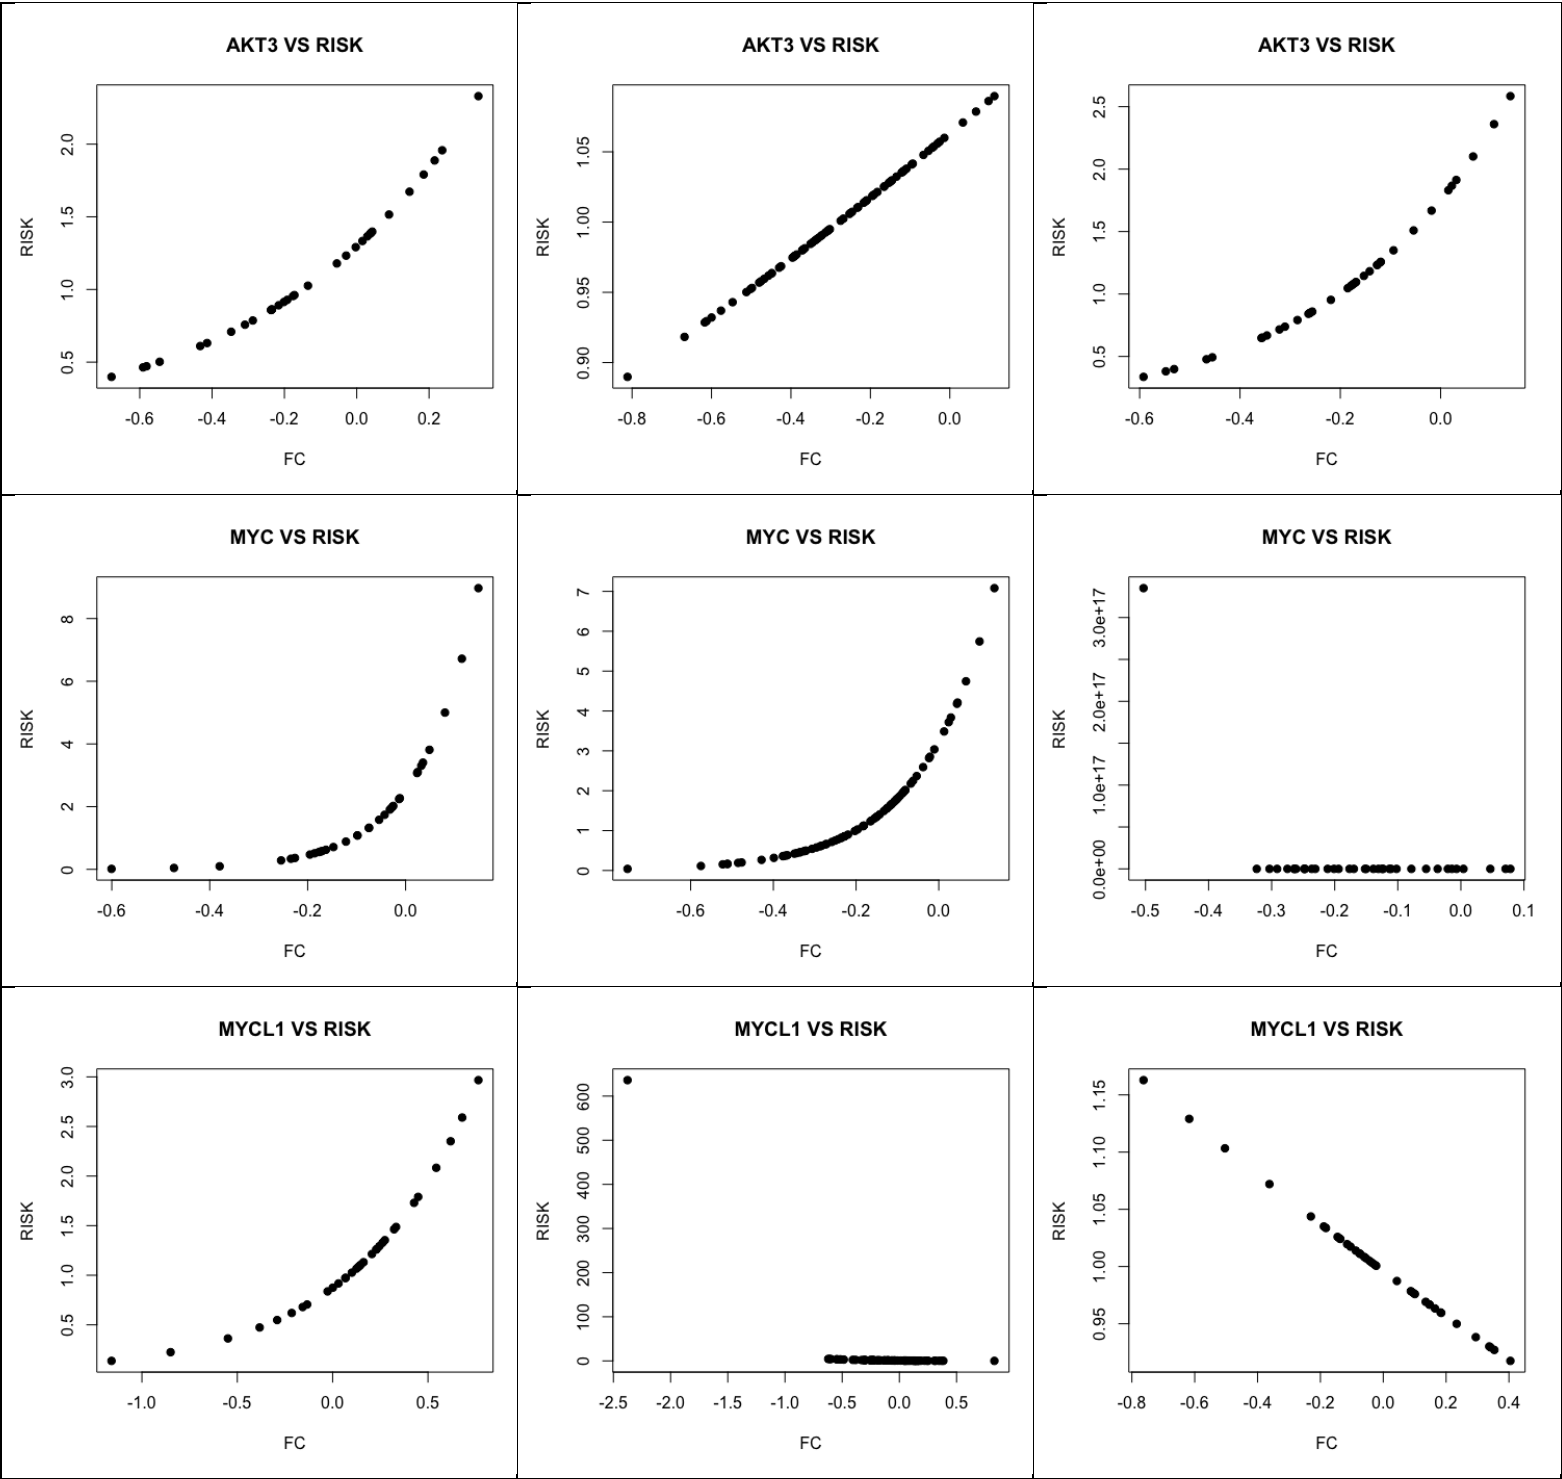 AKT3 VS RISK
RISK
2.0
1.5
1.0
0.5
-0.6 -0.4 -0.2 0.0 0.2
FC
AKT3 VS RISK
RISK
1.05
1.00
0.95
0.90
-0.8 -0.6 -0.4 -0.2 0.0
FC
AKT3 VS RISK
RISK
2.5
2.0
1.5
1.0
0.5
-0.6 -0.4 -0.2 0.0
FC
MYC VS RISK
RISK
8
6
4
2
0
-0.6 -0.4 -0.2 0.0
FC
MYC VS RISK
RISK
7
6
5
4
3
2
1
0
-0.6 -0.4 -0.2 0.0
FC
MYC VS RISK
RISK
3.0e+17
2.0e+17
1.0e+17
0.0e+00
-0.5 -0.4 -0.3 -0.2 -0.1 0.0 0.1
FC
MYCL1 VS RISK
RISK
3.0
2.5
2.0
1.5
1.0
0.5
-1.0 -0.5 0.0 0.5
FC
MYCL1 VS RISK
RISK
600
500
400
300
200
100
0
-2.5 -2.0 -1.5 -1.0 -0.5 0.0 0.5
FC
MYCL1 VS RISK
RISK
1.15
1.10
1.05
1.00
0.95
-0.8 -0.6 -0.4 -0.2 0.0 0.2 0.4
FC